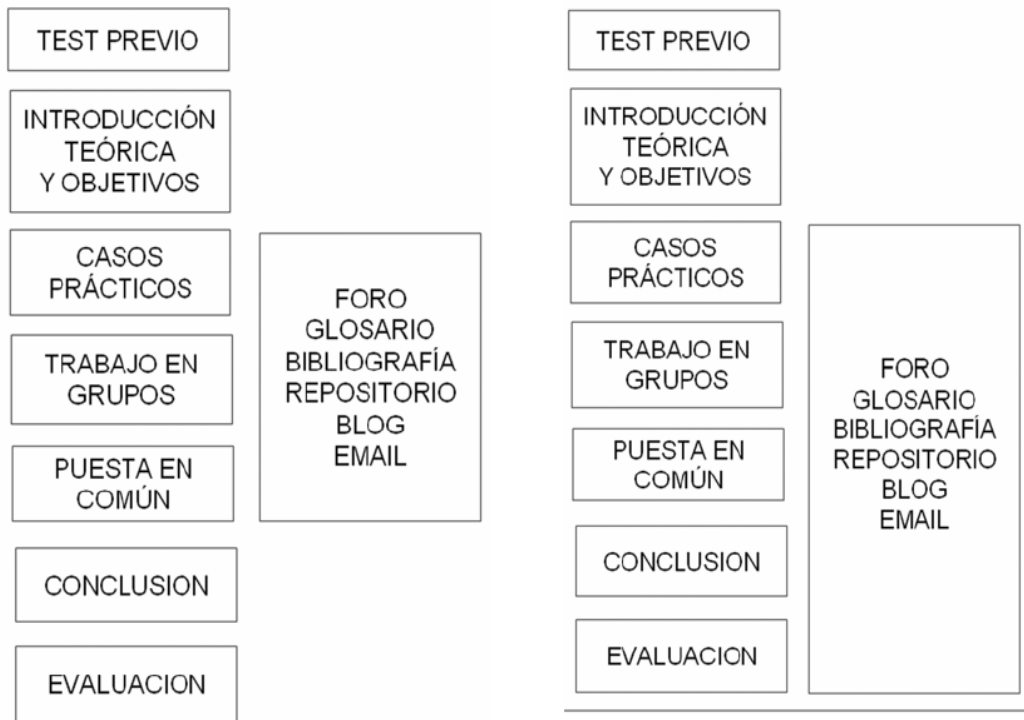 TEST PREVIO
INTRODUCCIÓN
TEÓRICA
Y OBJETIVOS
CASOS
PRÁCTICOS
TRABAJO EN
GRUPOS
PUESTA EN
COMÚN
CONCLUSION
EVALUACION
FORO
GLOSARIO
BIBLIOGRAFÍA
REPOSITORIO
BLOG
EMAIL
TEST PREVIO
INTRODUCCIÓN
TEÓRICA
Y OBJETIVOS
CASOS
PRÁCTICOS
TRABAJO EN
GRUPOS
PUESTA EN
COMÚN
CONCLUSION
EVALUACION
FORO
GLOSARIO
BIBLIOGRAFÍA
REPOSITORIO
BLOG
EMAIL